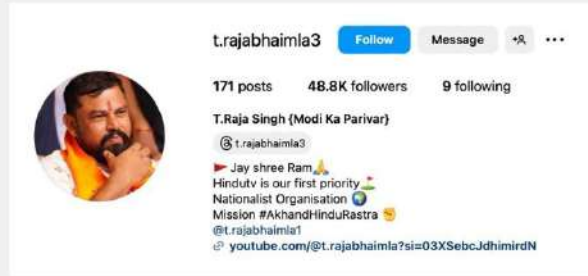 t.rajabhaimla3 Follow Message
171 posts 48.8K followers 9 following
T.Raja Singh {Modi Ka Parivar}
t.rajabhaimla3
🚩 Jay shree Ram🙏
Hindutv is our first priority⛳
Nationalist Organisation 🌍
Mission #AkhandHinduRastra ✊
@t.rajabhaimla1
youtube.com/@t.rajabhaimla?si=03XSebcJdhimirdN